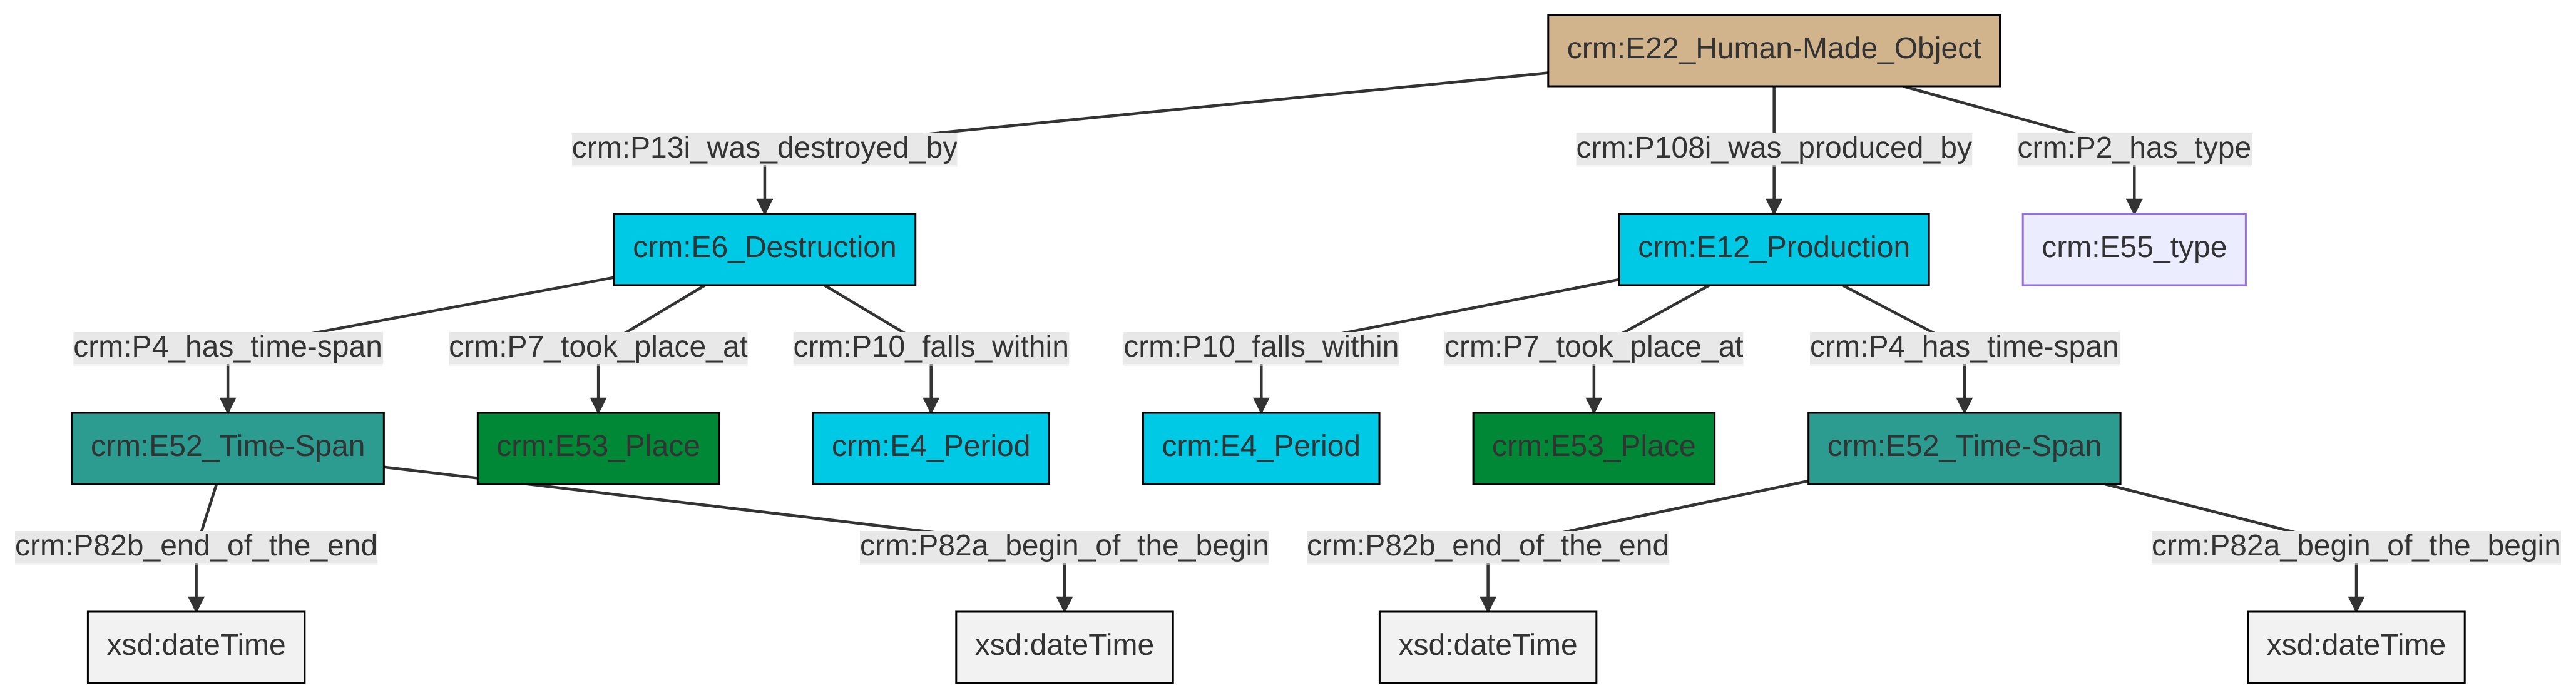 crm:E22_Human-Made_Object
crm:P13i_was_destroyed_by
crm:P108i_was_produced_by
crm:P2_has_type
crm:E6_Destruction
crm:E12_Production
crm:E55_type
crm:P4_has_time-span
crm:P7_took_place_at
crm:P10_falls_within
crm:P10_falls_within
crm:P7_took_place_at
crm:P4_has_time-span
crm:E52_Time-Span
crm:E53_Place
crm:E4_Period
crm:E4_Period
crm:E53_Place
crm:E52_Time-Span
crm:P82b_end_of_the_end
crm:P82a_begin_of_the_begin
crm:P82b_end_of_the_end
crm:P82a_begin_of_the_begin
xsd:dateTime
xsd:dateTime
xsd:dateTime
xsd:dateTime